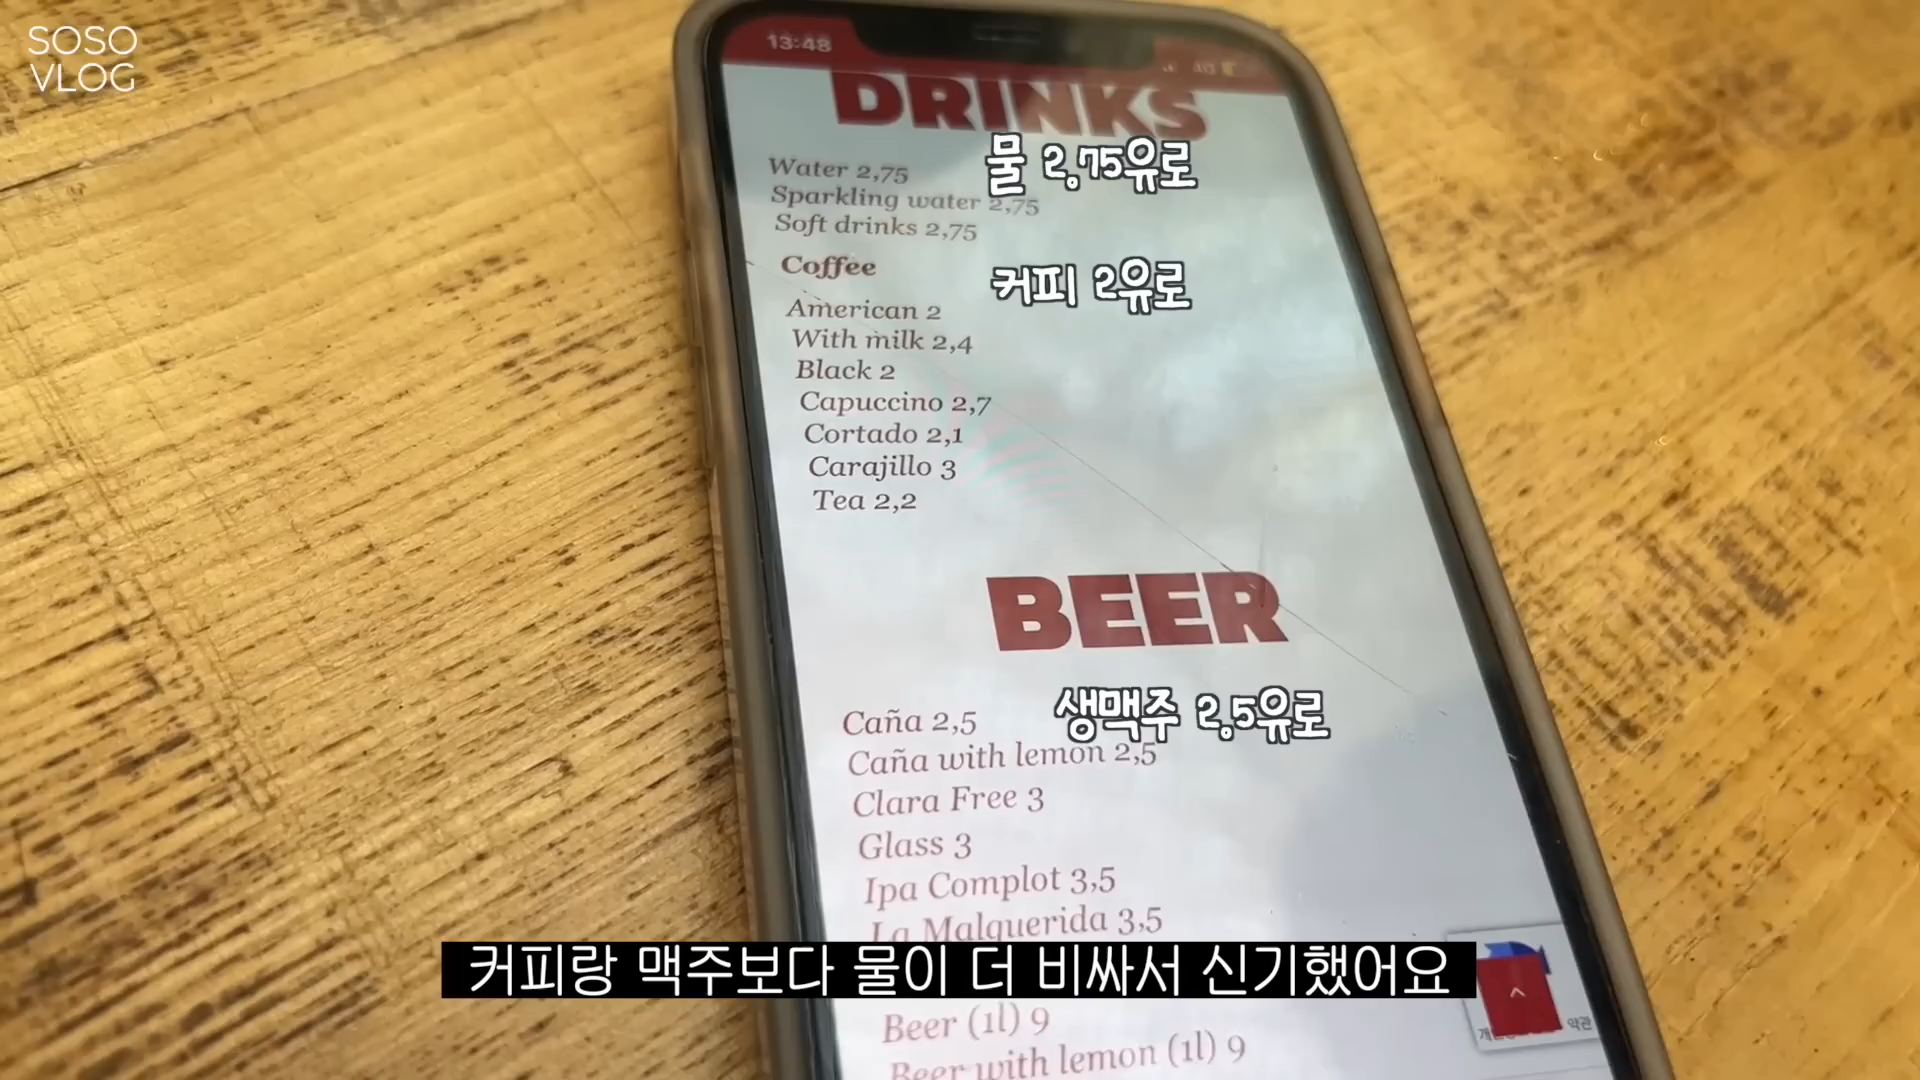 SOSO
VLOG
13:48
4G
DRINKS
Water 2,75
물 2.75유로
Sparkling water 2,75
Soft drinks 2,75
Coffee
커피 2유로
American 2
With milk 2,4
Black 2
Capuccino 2,7
Cortado 2,1
Carajillo 3
Tea 2,2
BEER
Caña 2,5
생맥주 2.5유로
Caña with lemon 2,5
Clara Free 3
Glass 3
Ipa Complot 3,5
La Malquerida 3,5
커피랑 맥주보다 물이 더 비싸서 신기했어요
약관
Beer (1l) 9
Beer with lemon (1l) 9